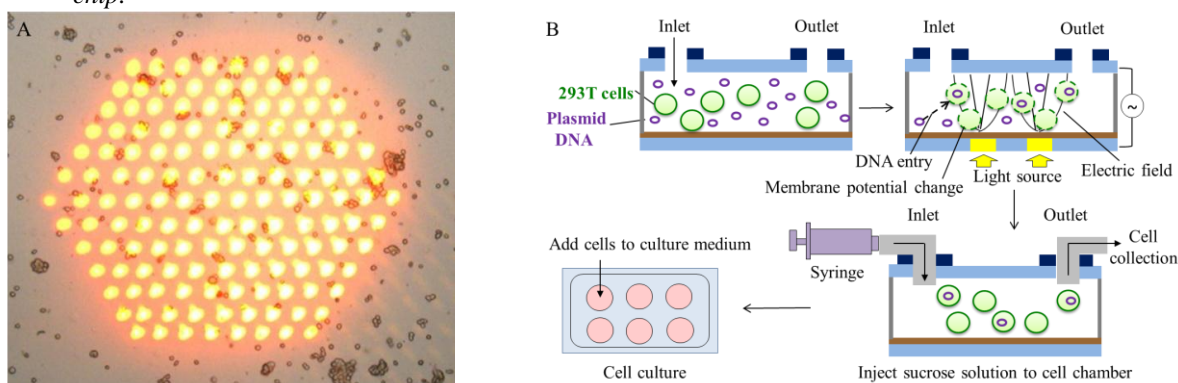 chip.
A
B
Inlet
Outlet
293T cells
Plasmid
DNA
Inlet
Outlet
~
DNA entry
Membrane potential change
Light source
Electric field
Inlet
Outlet
Syringe
Cell
collection
Add cells to culture medium
Cell culture
Inject sucrose solution to cell chamber